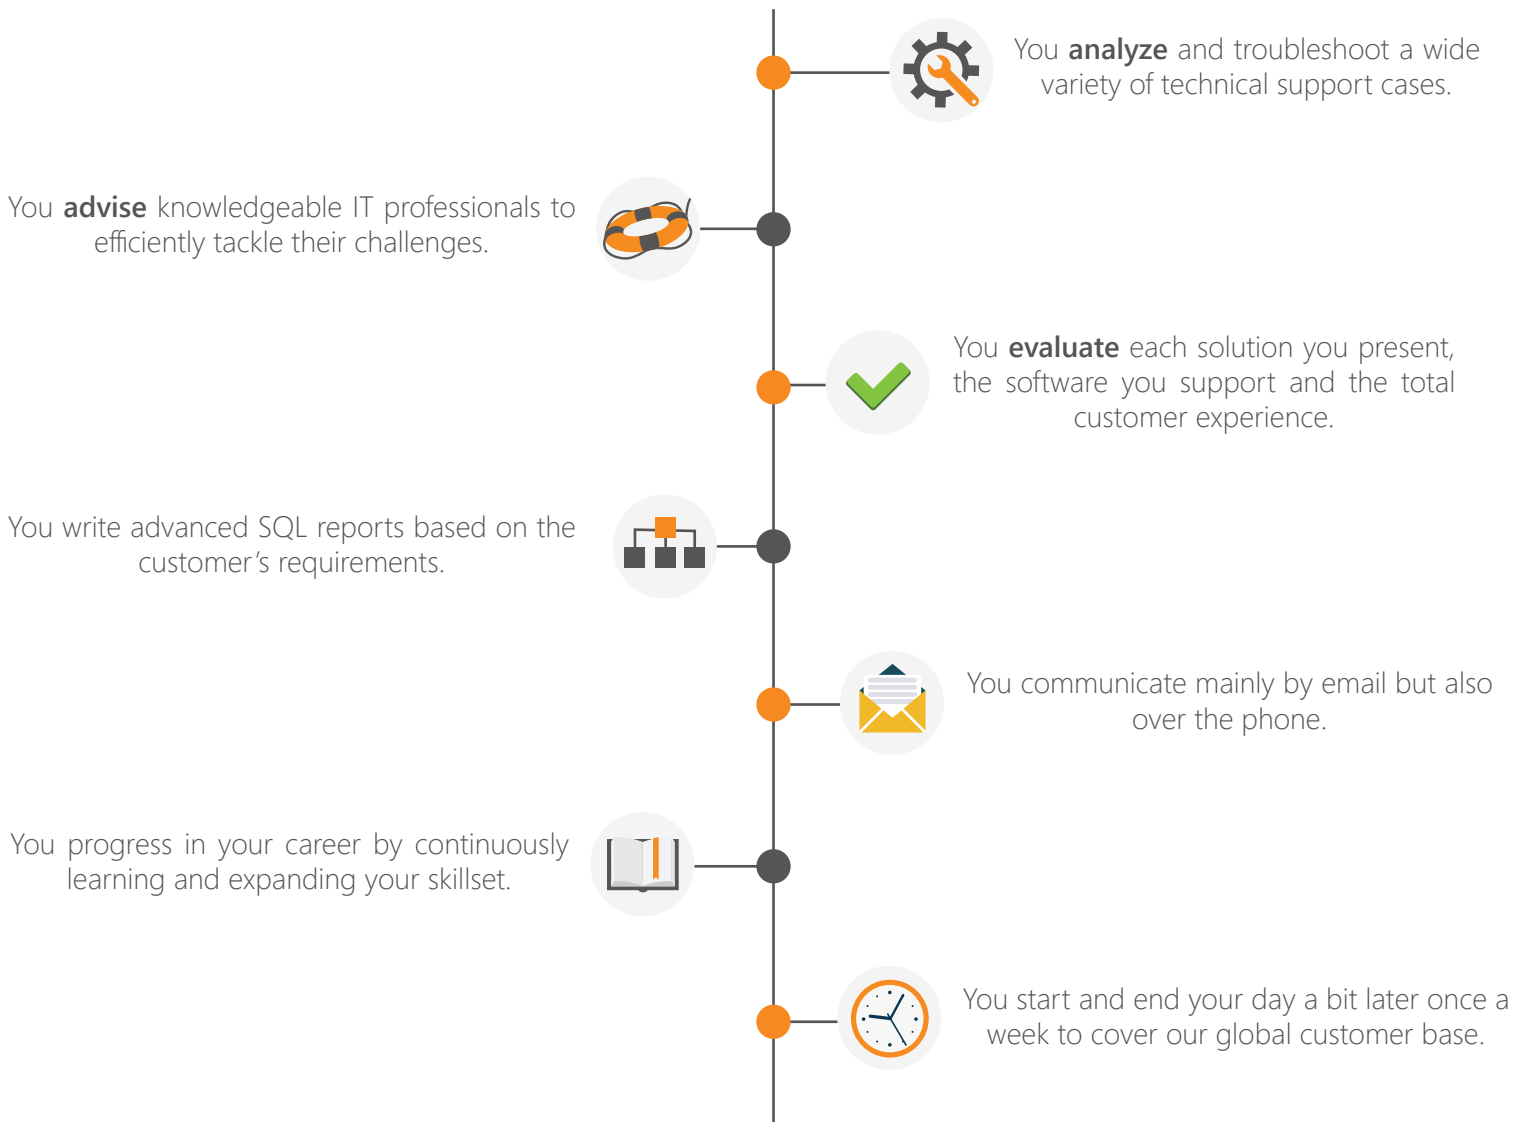 You analyze and troubleshoot a wide
variety of technical support cases.
You advise knowledgeable IT professionals to
efficiently tackle their challenges.
You evaluate each solution you present,
the software you support and the total
customer experience.
You write advanced SQL reports based on the
customer’s requirements.
You communicate mainly by email but also
over the phone.
You progress in your career by continuously
learning and expanding your skillset.
You start and end your day a bit later once a
week to cover our global customer base.